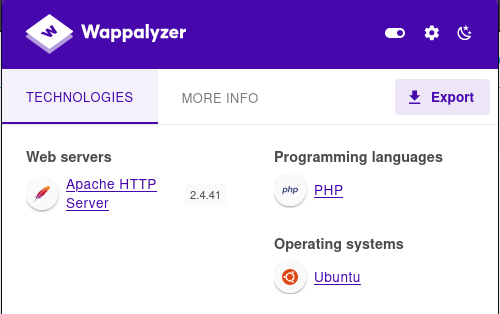 Wappalyzer
TECHNOLOGIES
MORE INFO
Export
Web servers
Apache HTTP
Server
2.4.41
Programming languages
php
PHP
Operating systems
Ubuntu